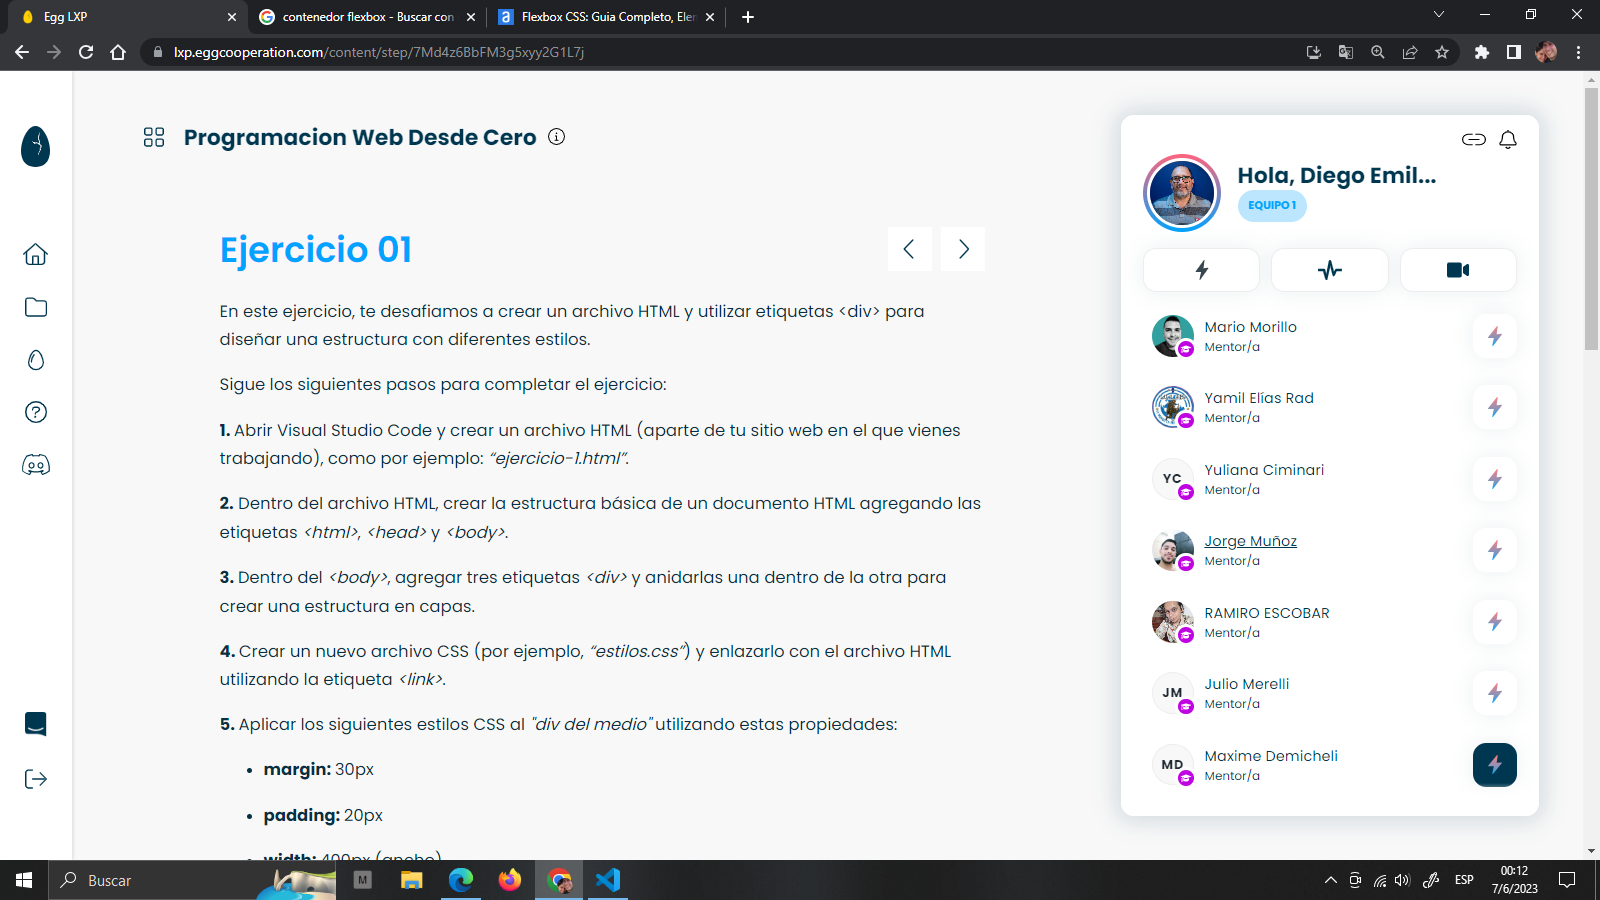 Egg LXP
contenedor flexbox - Buscar con
Flexbox CSS: Guia Completo, Eler
lxp.eggcooperation.com/content/step/7Md4z6BbFM3g5xyy2G1L7j
Programacion Web Desde Cero
Ejercicio 01
En este ejercicio, te desafiamos a crear un archivo HTML y utilizar etiquetas <div> para
diseñar una estructura con diferentes estilos.
Sigue los siguientes pasos para completar el ejercicio:
1. Abrir Visual Studio Code y crear un archivo HTML (aparte de tu sitio web en el que vienes
trabajando), como por ejemplo: “ejercicio-1.html”.
2. Dentro del archivo HTML, crear la estructura básica de un documento HTML agregando las
etiquetas <html>, <head> y <body>.
3. Dentro del <body>, agregar tres etiquetas <div> y anidarlas una dentro de la otra para
crear una estructura en capas.
4. Crear un nuevo archivo CSS (por ejemplo, “estilos.css”) y enlazarlo con el archivo HTML
utilizando la etiqueta <link>.
5. Aplicar los siguientes estilos CSS al "div del medio" utilizando estas propiedades:
• margin: 30px
• padding: 20px
• width: 400px (ancho)
Hola, Diego Emil...
EQUIPO 1
Mario Morillo
Mentor/a
Yamil Elías Rad
Mentor/a
YC
Yuliana Ciminari
Mentor/a
Jorge Muñoz
Mentor/a
RAMIRO ESCOBAR
Mentor/a
JM
Julio Merelli
Mentor/a
MD
Maxime Demicheli
Mentor/a
Buscar
M
ESP
00:12
7/6/2023